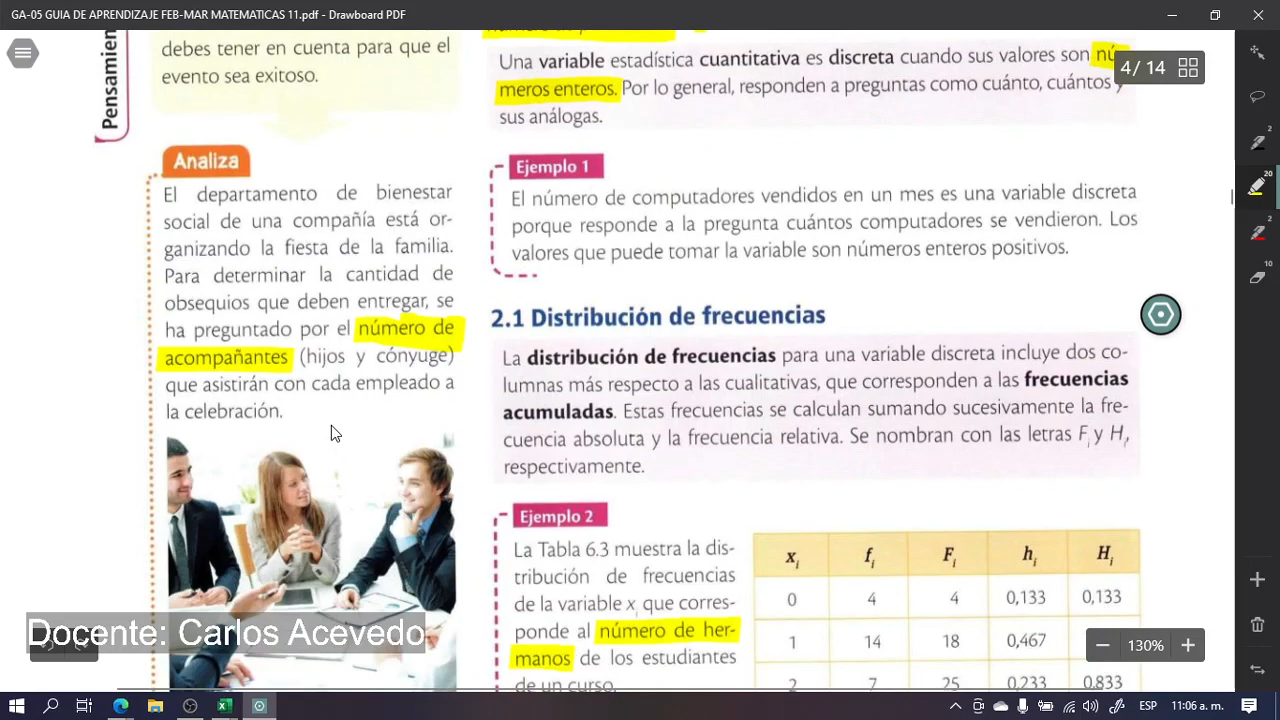 GA-05 GUIA DE APRENDIZAJE FEB-MAR MATEMATICAS 11.pdf - Drawboard PDF
4 / 14
Pensamien
debes tener en cuenta para que el
evento sea exitoso.
Analiza
El departamento de bienestar
social de una compañía está or-
ganizando la fiesta de la familia.
Para determinar la cantidad de
obsequios que deben entregar, se
ha preguntado por el número de
acompañantes (hijos y cónyuge)
que asistirán con cada empleado a
la celebración.
Una variable estadística cuantitativa es discreta cuando sus valores son nú
meros enteros. Por lo general, responden a preguntas como cuánto, cuántos y
sus análogas.
Ejemplo 1
El número de computadores vendidos en un mes es una variable discreta
porque responde a la pregunta cuántos computadores se vendieron. Los
valores que puede tomar la variable son números enteros positivos.
2.1 Distribución de frecuencias
La distribución de frecuencias para una variable discreta incluye dos co-
lumnas más respecto a las cualitativas, que corresponden a las frecuencias
acumuladas. Estas frecuencias se calculan sumando sucesivamente la fre-
cuencia absoluta y la frecuencia relativa. Se nombran con las letras Fi y Hi,
respectivamente.
Ejemplo 2
La Tabla 6.3 muestra la dis-
tribución de frecuencias
de la variable xi que corres-
ponde al número de her-
manos de los estudiantes
de un curso.
xi fi Fi hi Hi
0 4 4 0,133 0,133
1 14 18 0,467
2 7 25 0,233 0,833
Docente: Carlos Acevedo
130%
2
20
2
10
ESP 11:06 a. m.